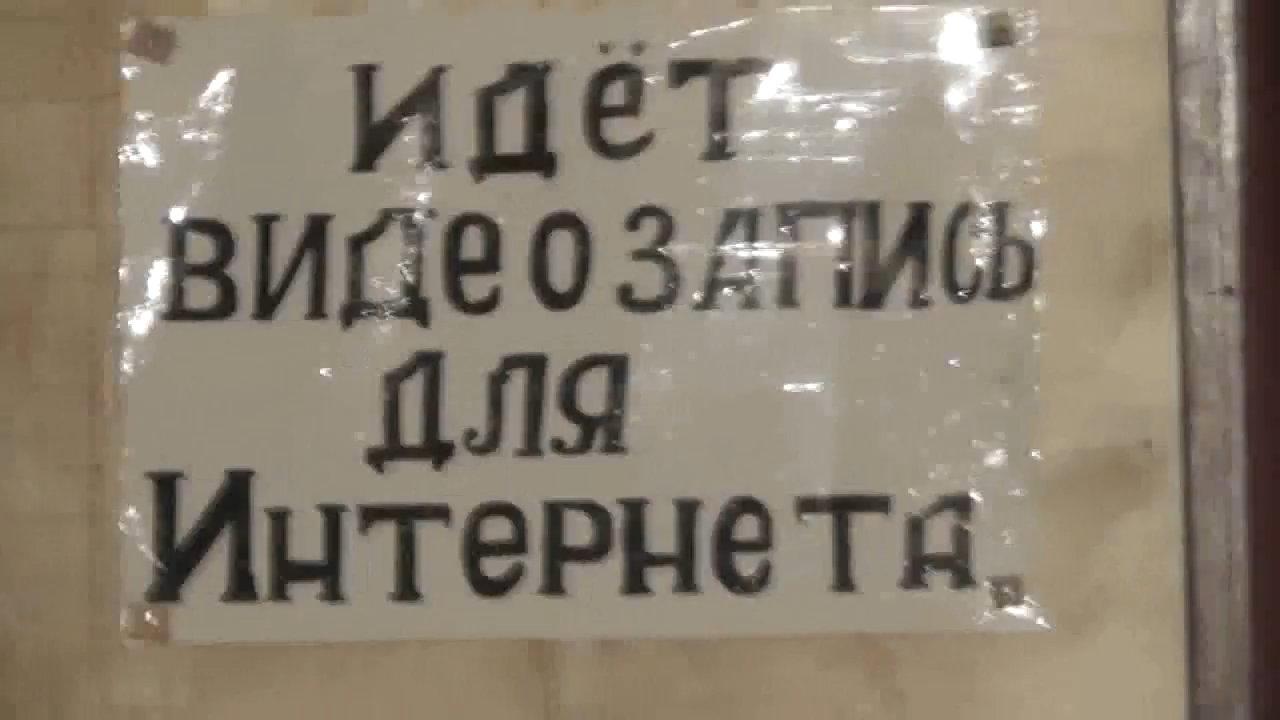 идёт
видеозапись
для
Интернета.